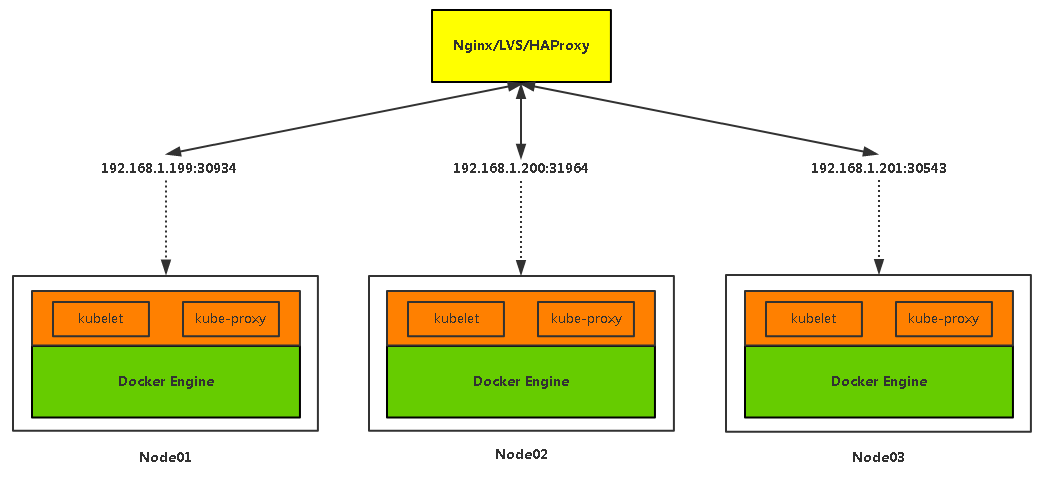 Nginx/LVS/HAProxy
192.168.1.199:30934
192.168.1.200:31964
192.168.1.201:30543
kubelet
kube-proxy
Docker Engine
Node01
kubelet
kube-proxy
Docker Engine
Node02
kubelet
kube-proxy
Docker Engine
Node03